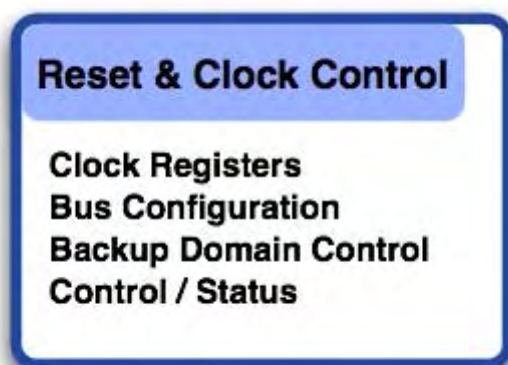 Reset & Clock Control
Clock Registers
Bus Configuration
Backup Domain Control
Control / Status